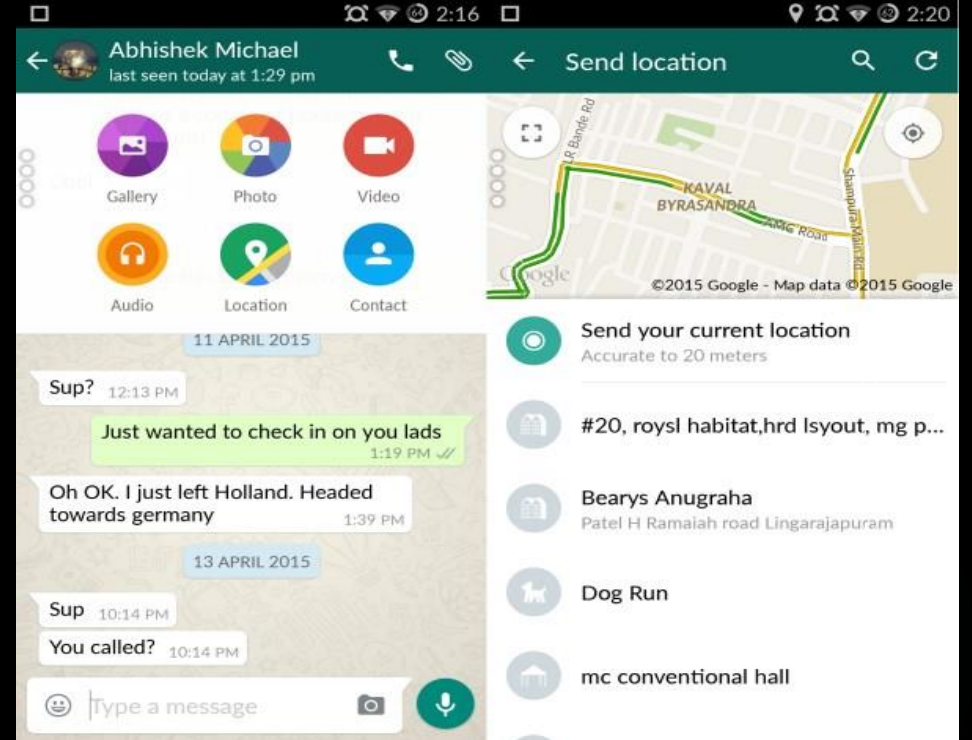 64 2:16
Abhishek Michael
last seen today at 1:29 pm
Gallery
Photo
Video
Audio
Location
Contact
11 APRIL 2015
Sup? 12:13 PM
Just wanted to check in on you lads
1:19 PM
Oh OK. I just left Holland. Headed
towards germany 1:39 PM
13 APRIL 2015
Sup 10:14 PM
You called? 10:14 PM
Type a message
62 2:20
Send location
LR Bande Rd
KAVAL
BYRASANDRA
KMG Road
Shampura Main Rd
Google
©2015 Google - Map data ©2015 Google
Send your current location
Accurate to 20 meters
#20, roysl habitat,hrd lsyout, mg p...
Bearys Anugraha
Patel H Ramaiah road Lingarajapuram
Dog Run
mc conventional hall